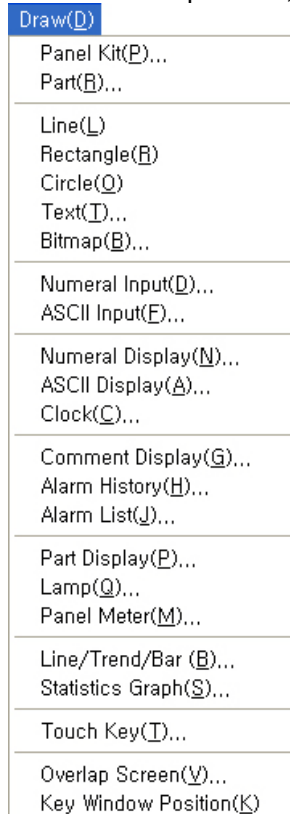 Draw(D)
Panel Kit(P)...
Part(R)...
Line(L)
Rectangle(R)
Circle(O)
Text(T)...
Bitmap(B)...
Numeral Input(D)...
ASCII Input(F)...
Numeral Display(N)...
ASCII Display(A)...
Clock(C)...
Comment Display(G)...
Alarm History(H)...
Alarm List(J)...
Part Display(P)...
Lamp(Q)...
Panel Meter(M)...
Line/Trend/Bar (B)...
Statistics Graph(S)...
Touch Key(T)...
Overlap Screen(V)...
Key Window Position(K)